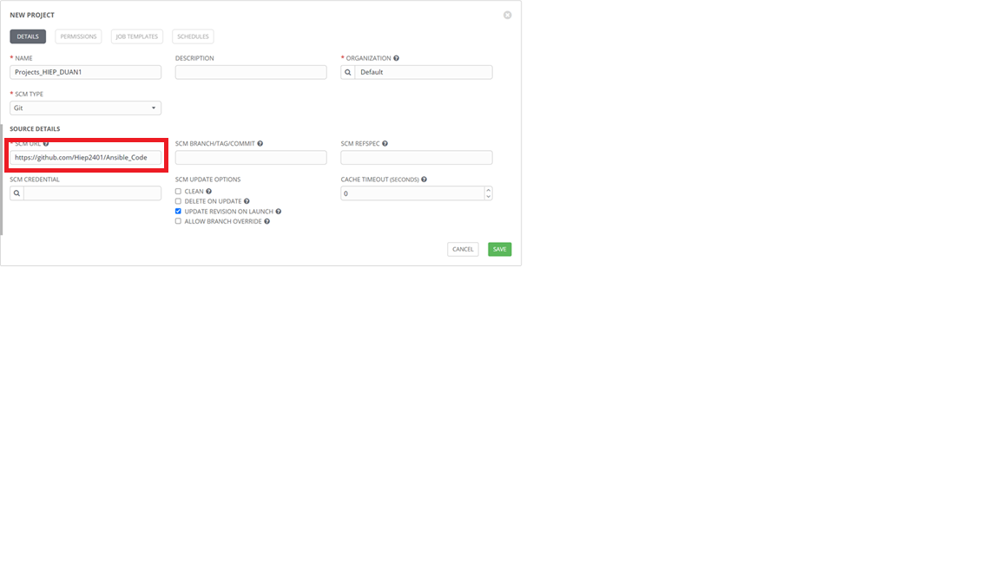 NEW PROJECT
DETAILS PERMISSIONS JOB TEMPLATES SCHEDULES
* NAME DESCRIPTION * ORGANIZATION
Projects_HIEP_DUAN1 Default
* SCM TYPE
Git
SOURCE DETAILS
* SCM URL SCM BRANCH/TAG/COMMIT SCM REFSPEC
https://github.com/Hiep2401/Ansible_Code
SCM CREDENTIAL SCM UPDATE OPTIONS CACHE TIMEOUT (SECONDS)
CLEAN
0
DELETE ON UPDATE
UPDATE REVISION ON LAUNCH
ALLOW BRANCH OVERRIDE
CANCEL SAVE